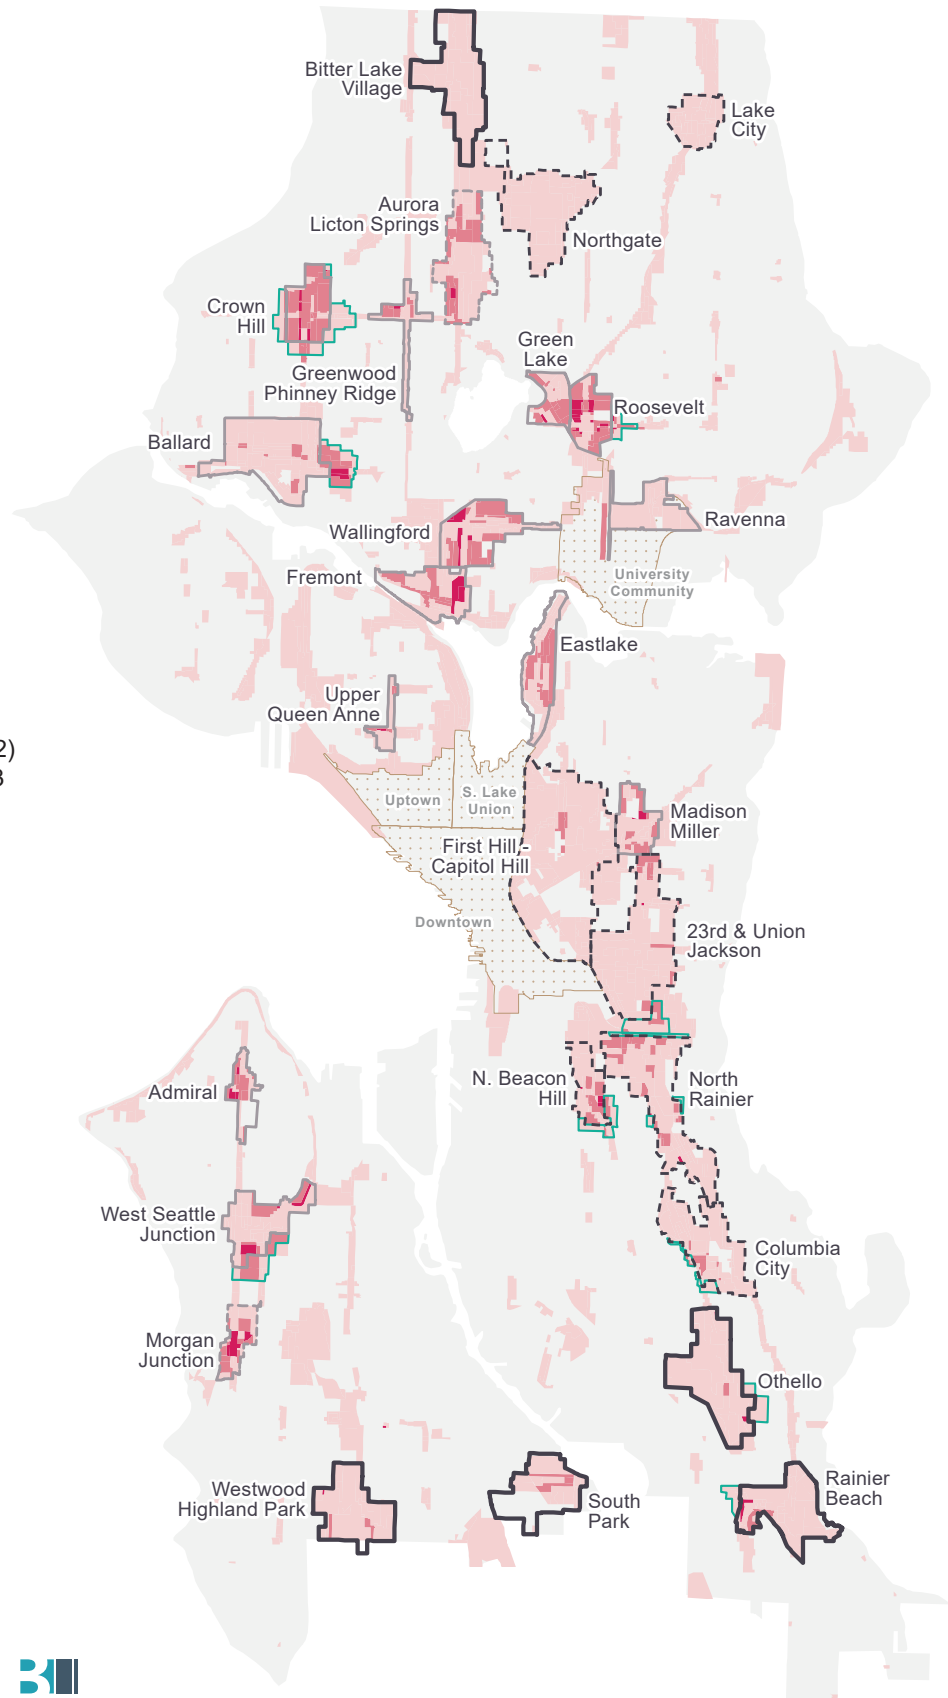 Bitter Lake
Village
Lake
City
Aurora
Licton Springs
Northgate
Crown
Hill
Green
Lake
Greenwood
Phinney Ridge
Roosevelt
Ballard
Ravenna
Wallingford
Fremont
University
Community
Eastlake
Upper
Queen Anne
2)
Uptown
S. Lake
Union
Madison
Miller
First Hill -
Capitol Hill
Downtown
23rd & Union
Jackson
N. Beacon
Hill
North
Rainier
Admiral
West Seattle
Junction
Columbia
City
Morgan
Junction
Othello
Westwood
Highland Park
South
Park
Rainier
Beach